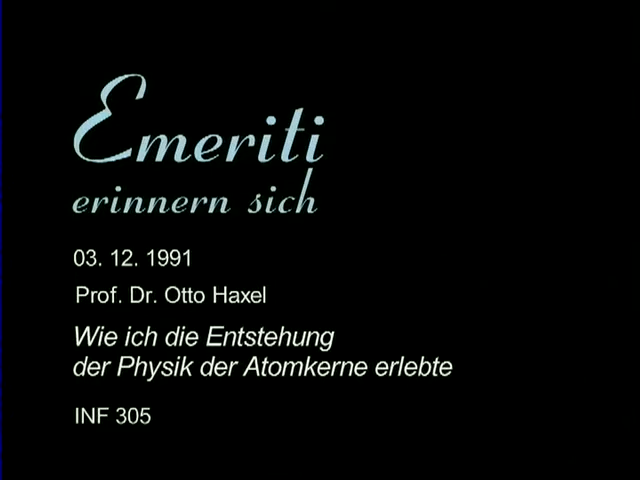 Emeriti
erinnern sich
03. 12. 1991
Prof. Dr. Otto Haxel
Wie ich die Entstehung
der Physik der Atomkerne erlebte
INF 305